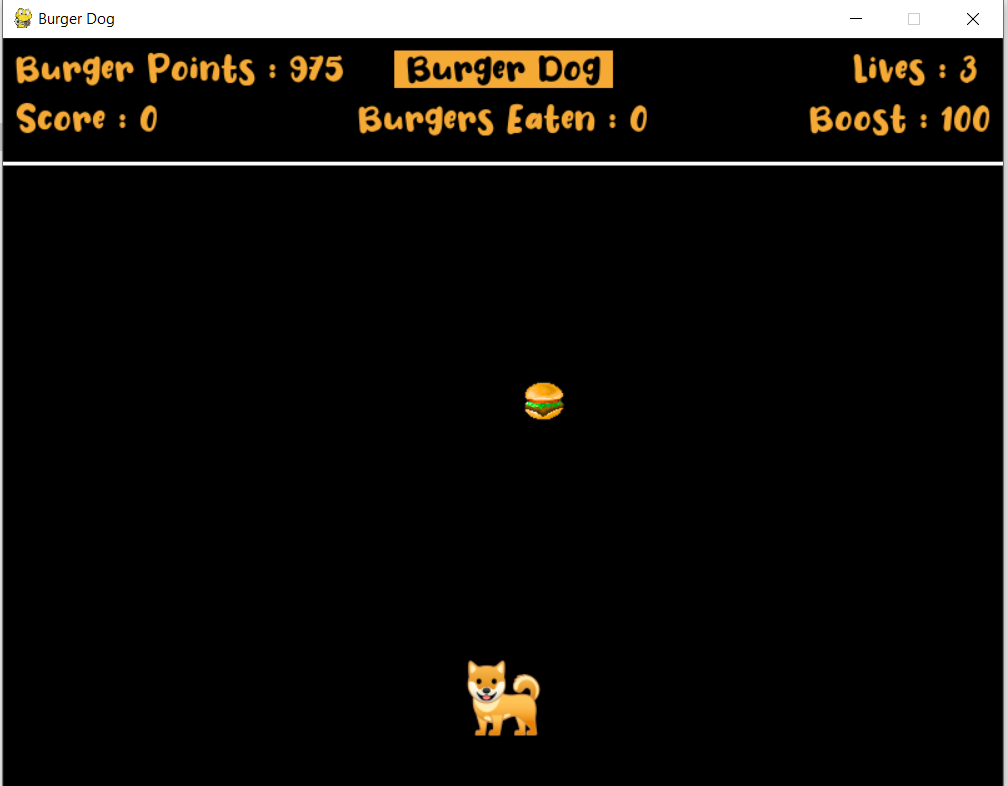 Burger Dog
Burger Points : 975
Burger Dog
Lives : 3
Score : 0
Burgers Eaten : 0
Boost : 100